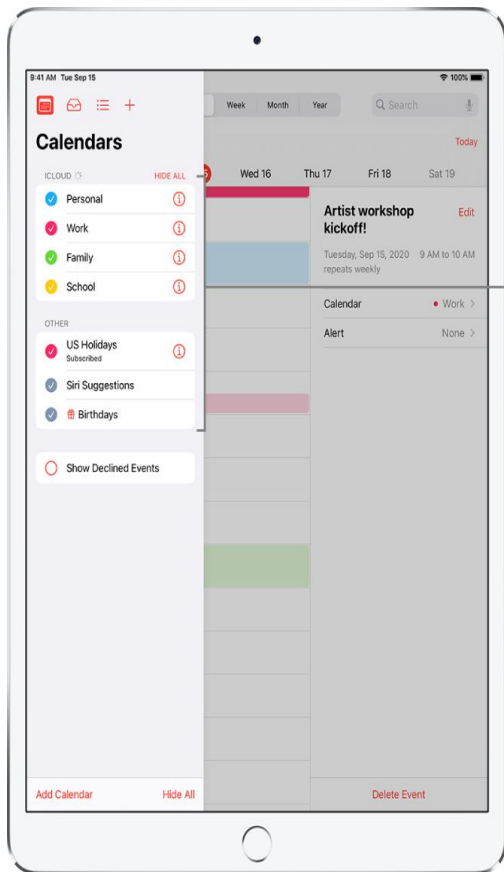 9:41 AM Tue Sep 15
100%
Week Month Year
Search
Calendars
Today
ICLOUD
HIDE ALL
Wed 16 Thu 17 Fri 18 Sat 19
Personal
Work
Family
School
OTHER
US Holidays
Subscribed
Siri Suggestions
Birthdays
Show Declined Events
Add Calendar
Hide All
Artist workshop
kickoff!
Edit
Tuesday, Sep 15, 2020 9 AM to 10 AM
repeats weekly
Calendar
Work >
Alert
None >
Delete Event